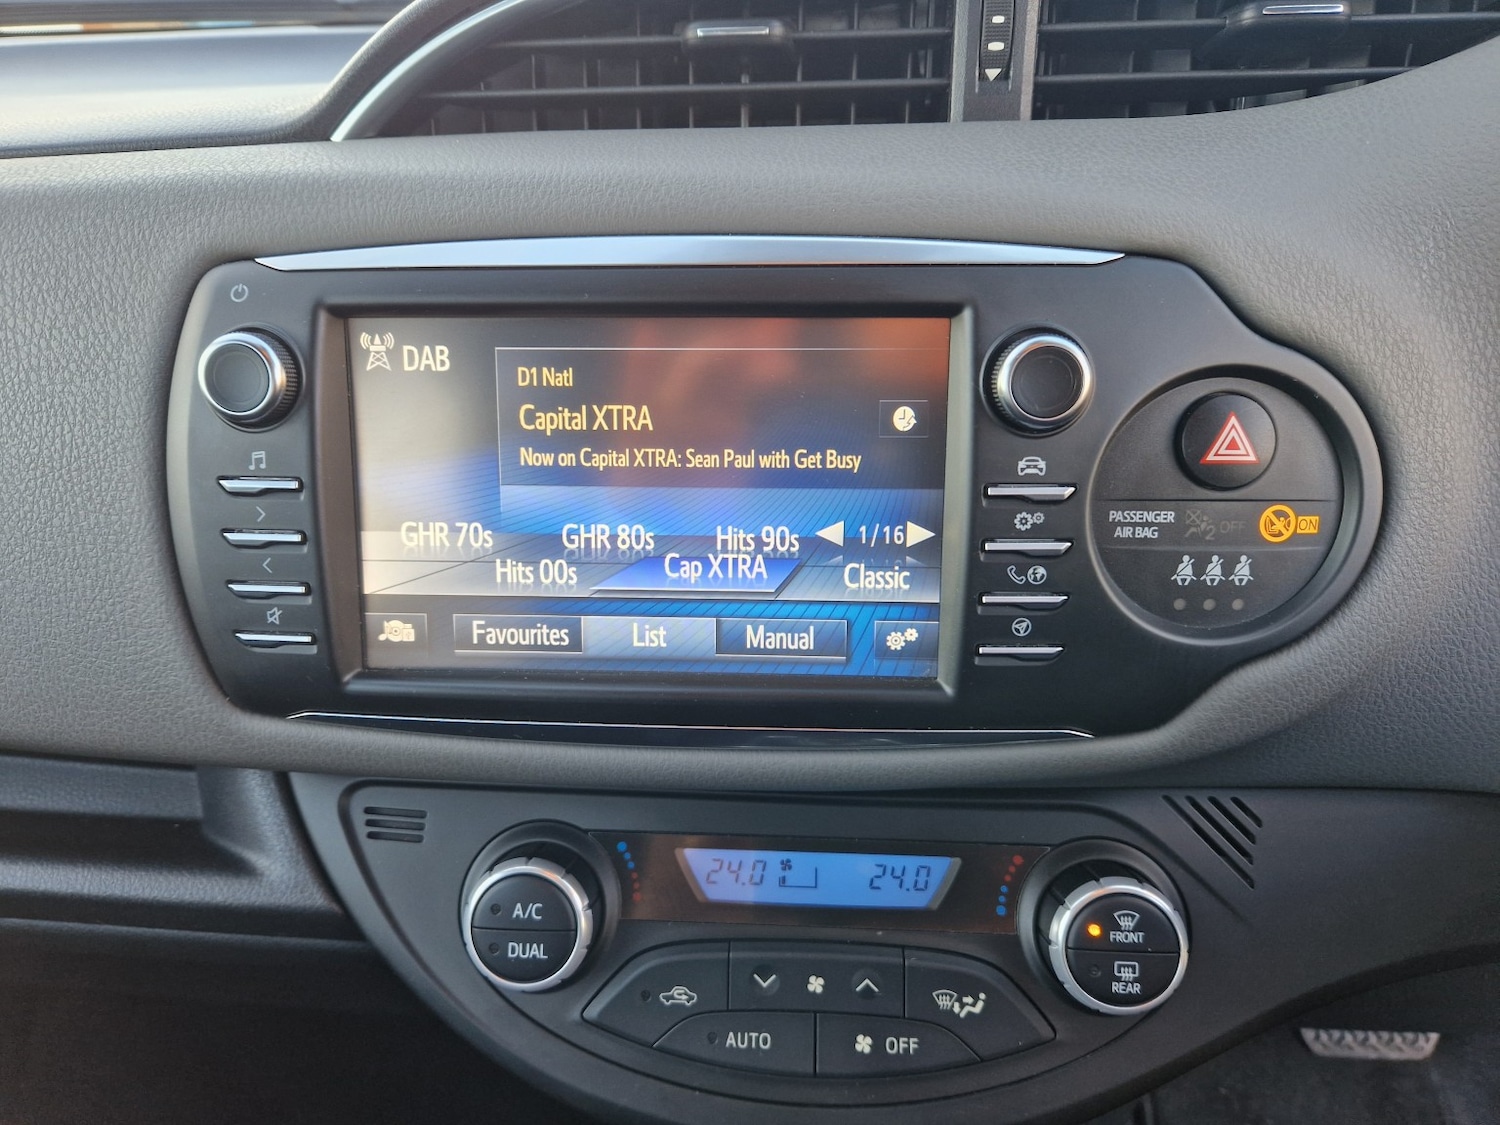 DAB
D1 Natl
Capital XTRA
Now on Capital XTRA: Sean Paul with Get Busy
GHR 70s GHR 80s Hits 90s 1/16
Hits 00s Cap XTRA Classic
Favourites List Manual
PASSENGER
AIR BAG
2 OFF
ON
24.0 24.0
A/C
DUAL
FRONT
REAR
AUTO
OFF